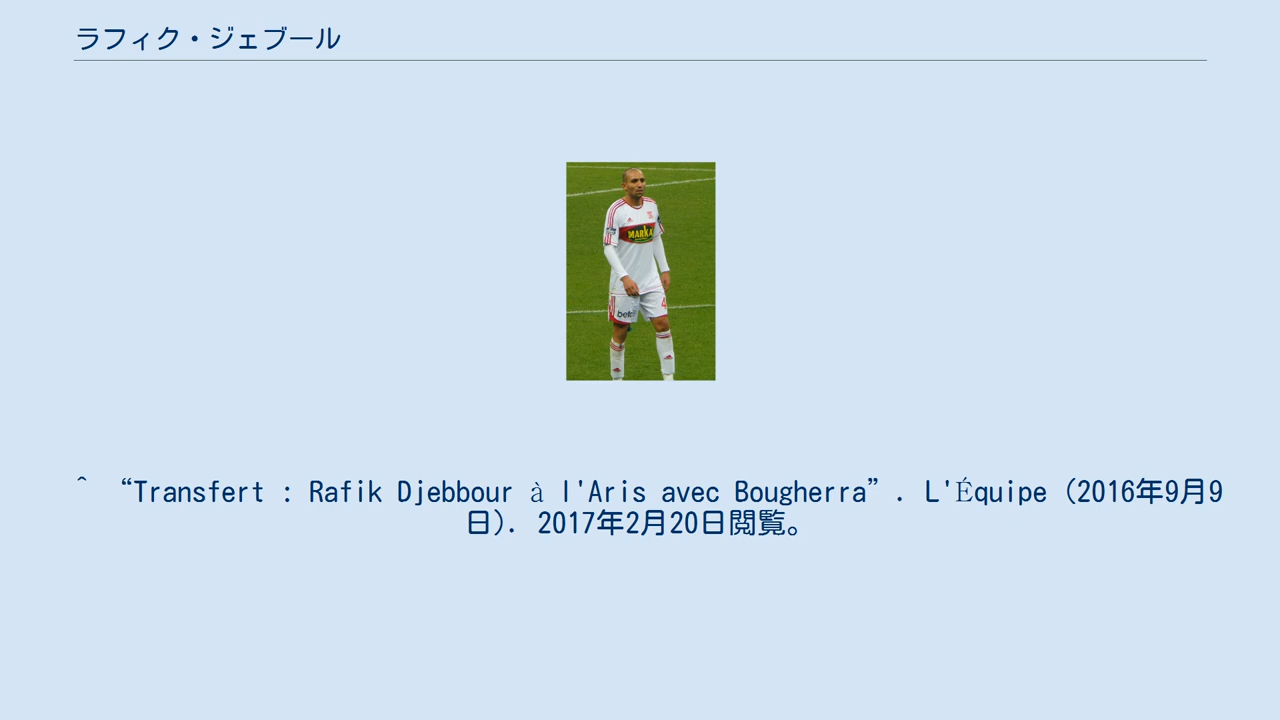 ラフィク・ジェブール
MARKA
^ “Transfert : Rafik Djebbour à l'Aris avec Bougherra”. L'Équipe (2016年9月9
日). 2017年2月20日閲覧。